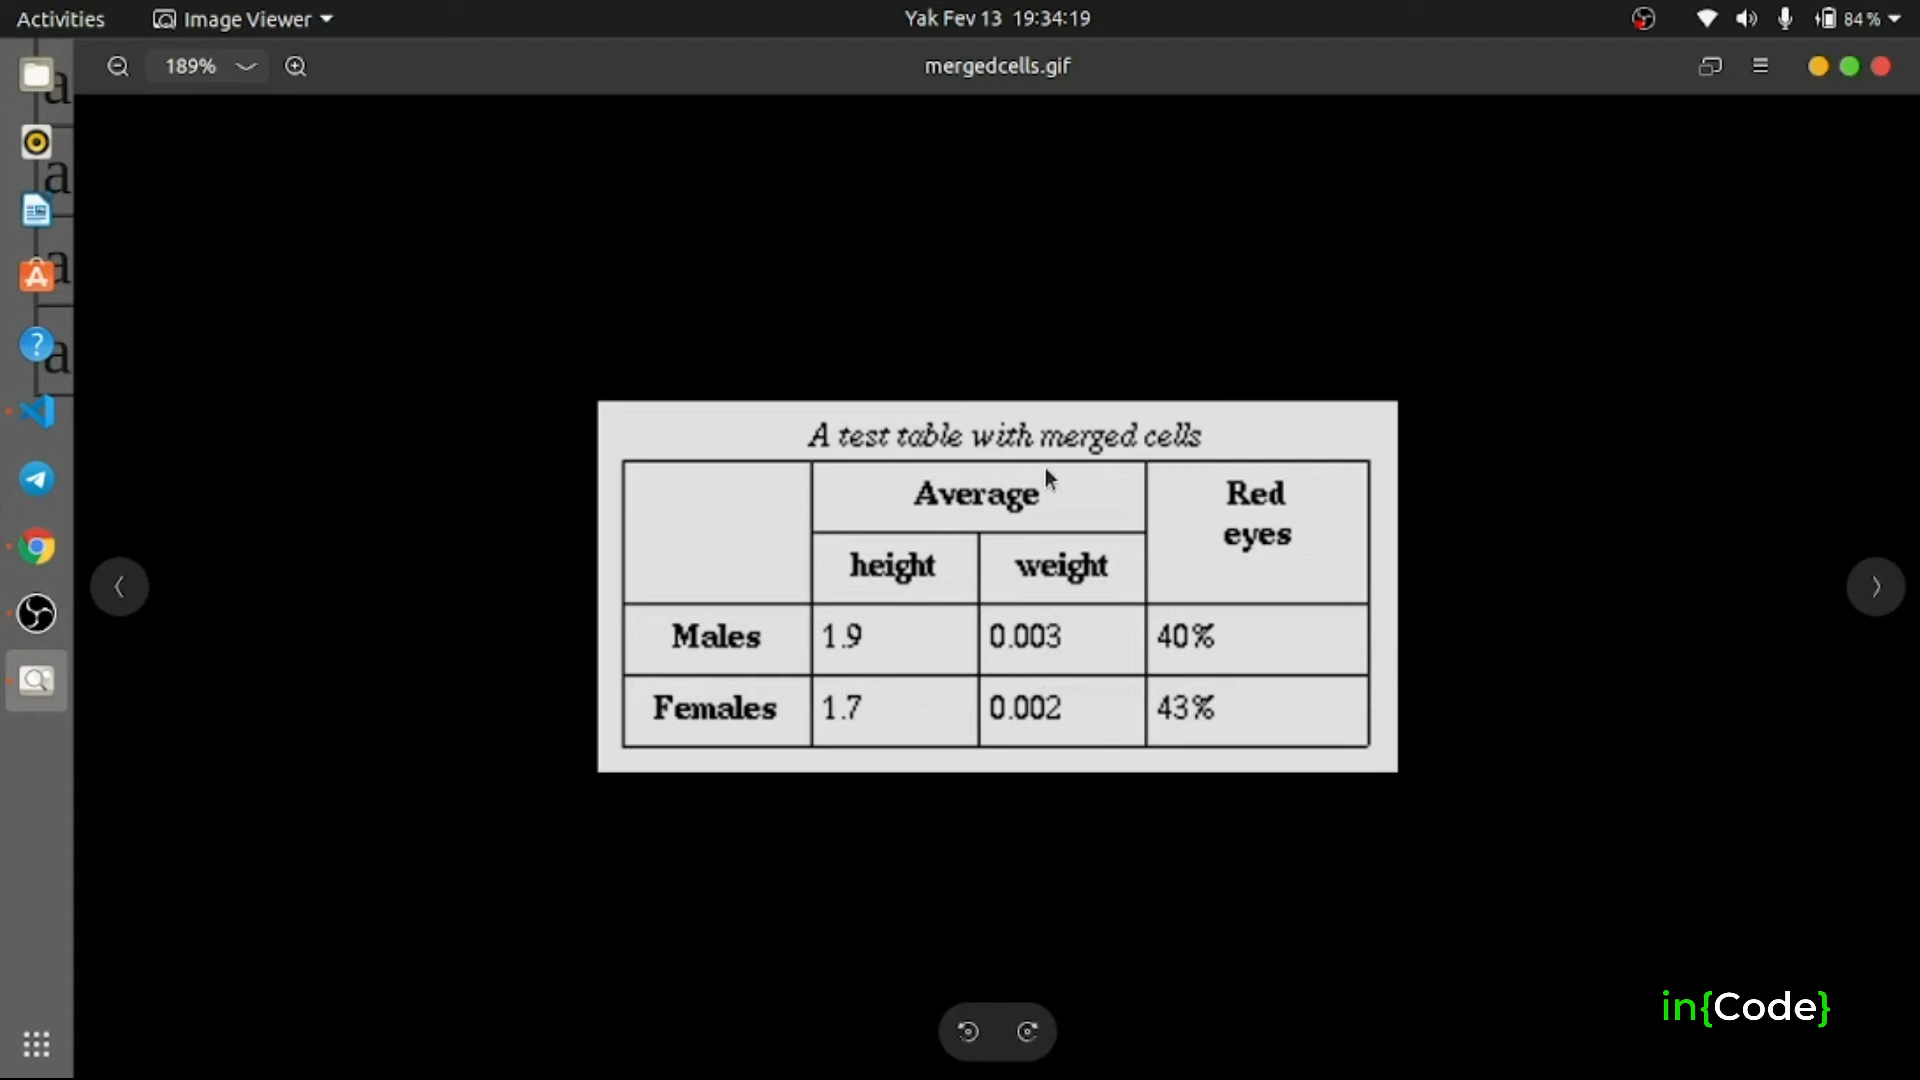 Activities
Image Viewer
Yak Fev 13 19:34:19
84 %
189%
mergedcells.gif
a
a
a
a
A test table with merged cells
Average
Red
eyes
height
weight
Males
1.9
0.003
40%
Females
1.7
0.002
43%
in{Code}